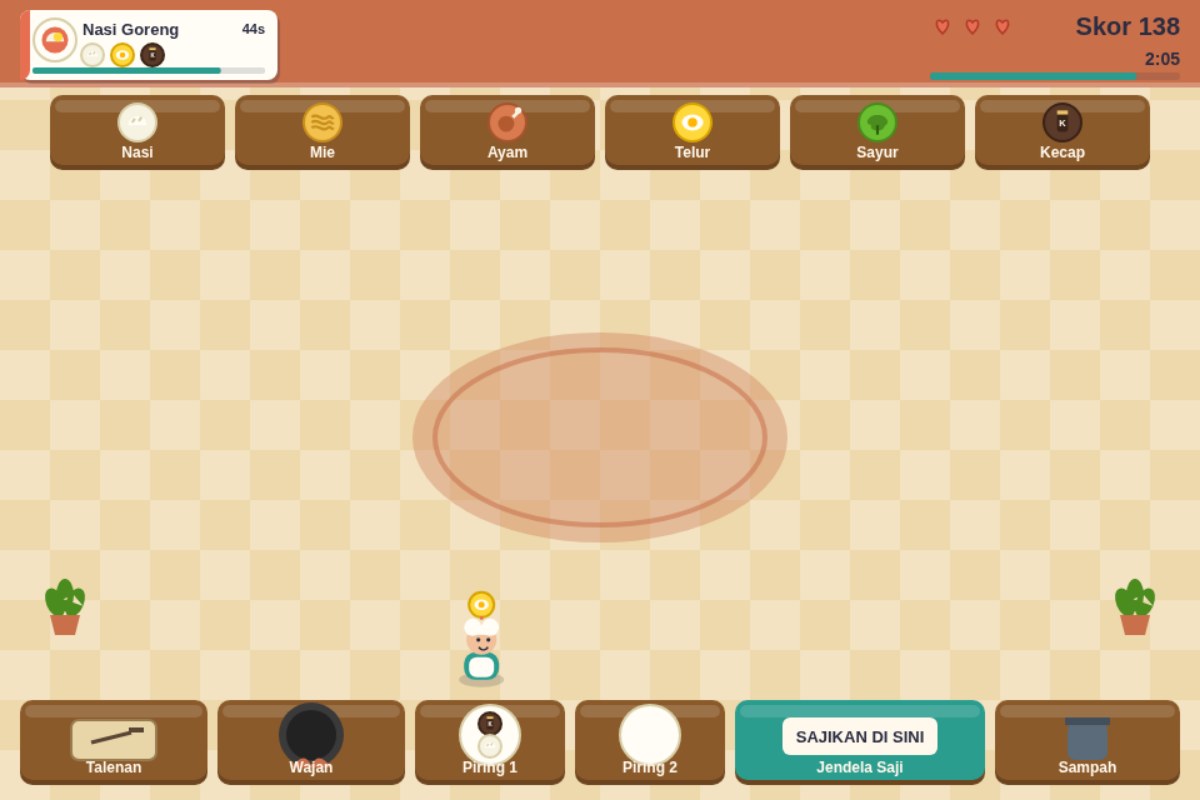 Nasi Goreng 44s
Skor 138
2:05
Nasi
Mie
Ayam
Telur
Sayur
K
Kecap
Talenan
Wajan
Piring 1
Piring 2
SAJIKAN DI SINI
Jendela Saji
Sampah